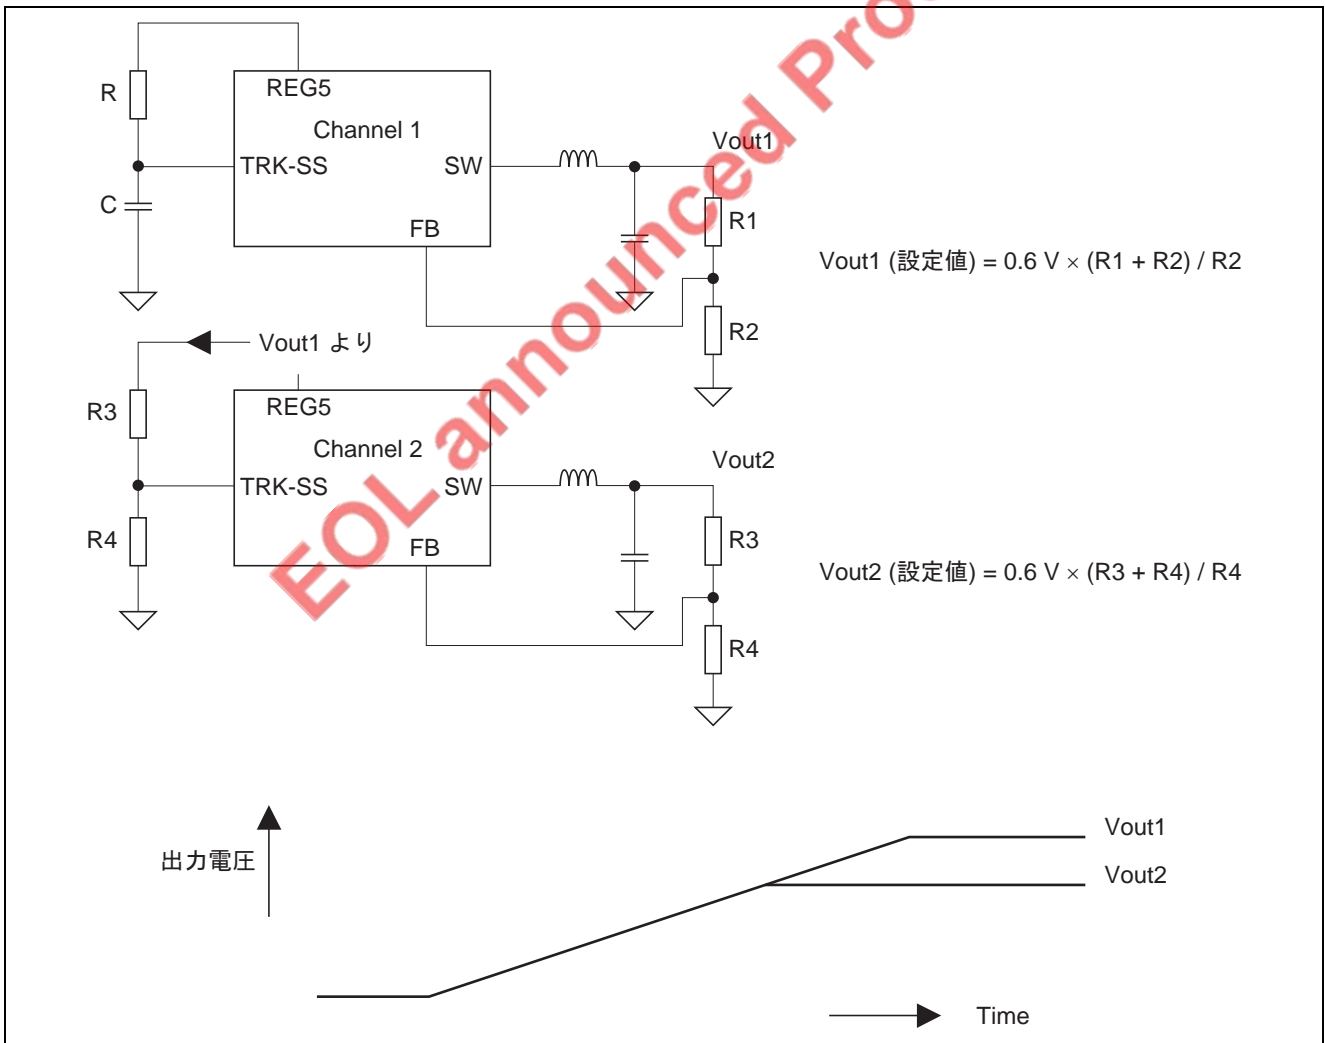 REG5
R
Channel 1
Vout1
TRK-SS
SW
C
FB
R1
Vout1 (設定値) = 0.6 V × (R1 + R2) / R2
R2
Vout1 より
R3
REG5
Channel 2
Vout2
TRK-SS
SW
R4
FB
R3
Vout2 (設定値) = 0.6 V × (R3 + R4) / R4
R4
EOL announced Pro
出力電圧
Vout1
Vout2
Time